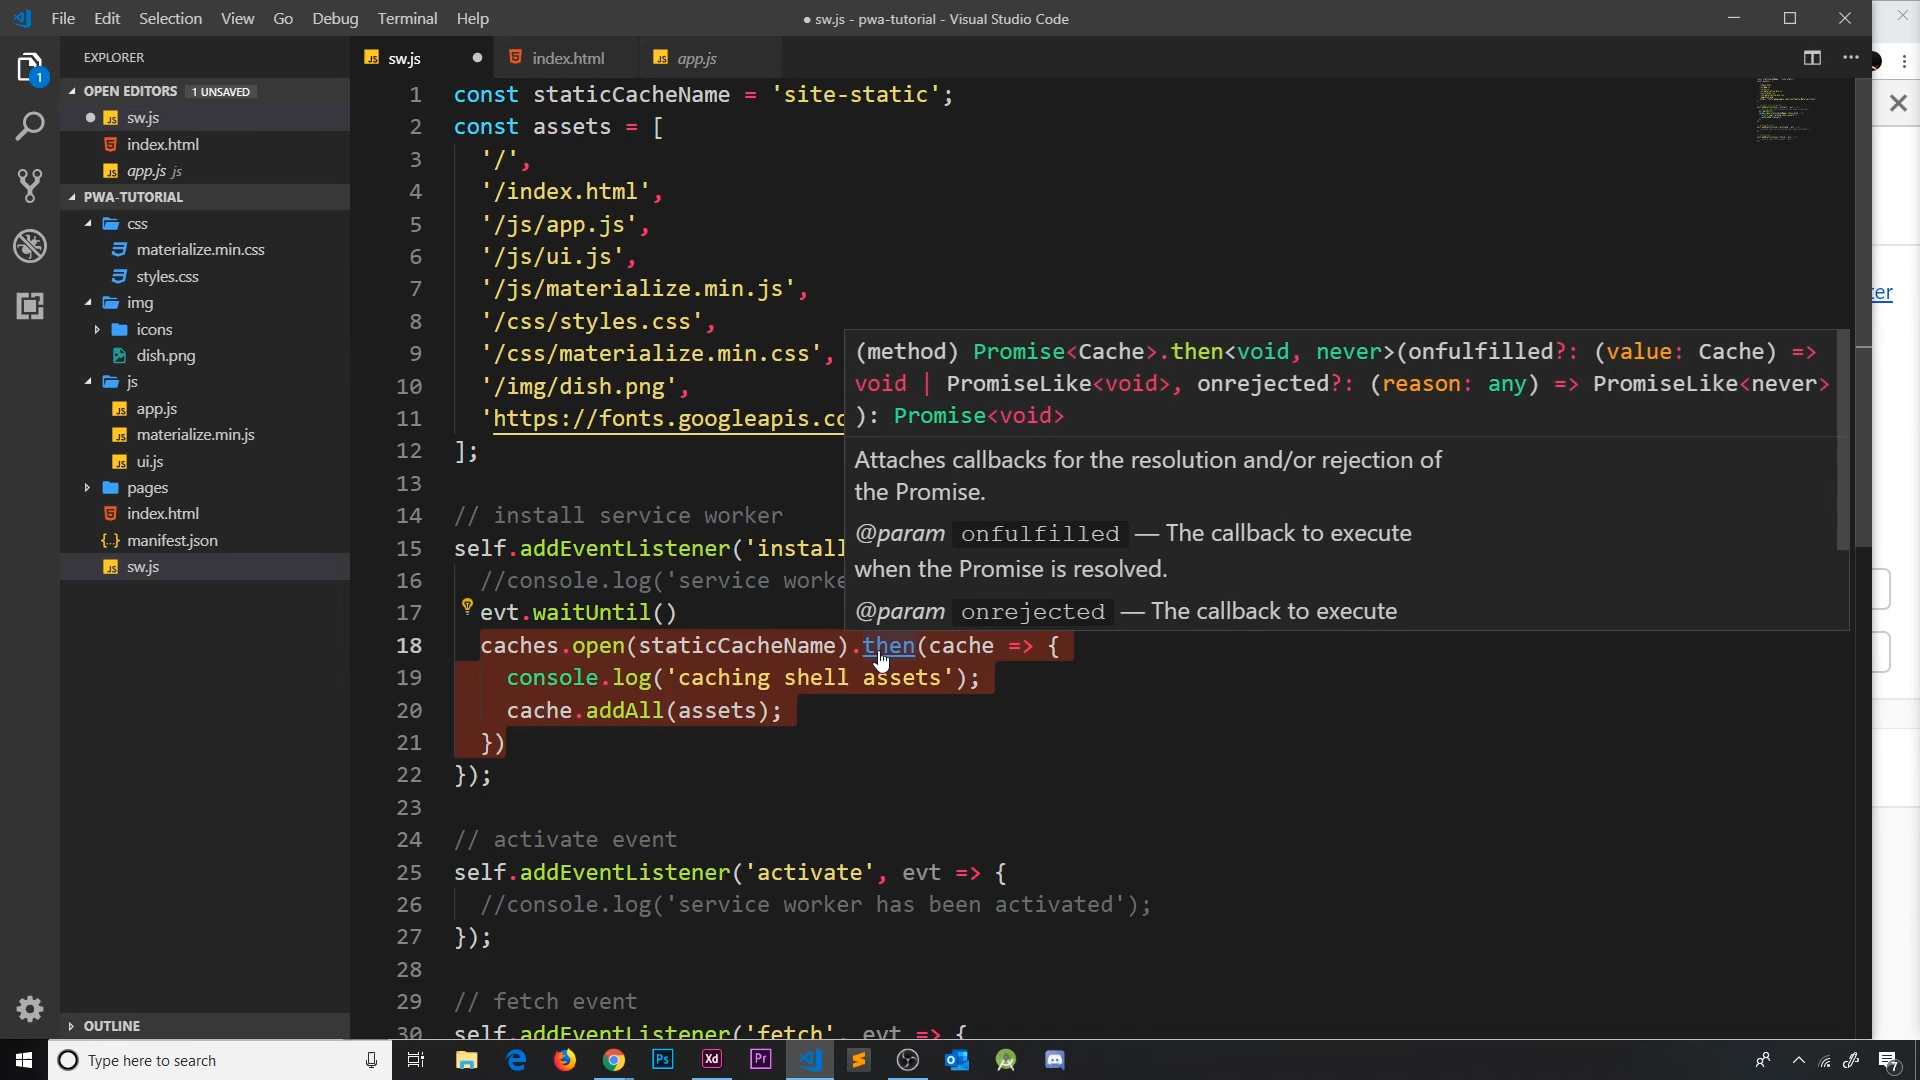 File Edit Selection View Go Debug Terminal Help
● sw.js - pwa-tutorial - Visual Studio Code
EXPLORER
OPEN EDITORS 1 UNSAVED
sw.js
index.html
app.js js
PWA-TUTORIAL
css
materialize.min.css
styles.css
img
icons
dish.png
js
app.js
materialize.min.js
ui.js
pages
index.html
manifest.json
sw.js
OUTLINE
1
sw.js index.html app.js
1 const staticCacheName = 'site-static';
2 const assets = [
3 '/',
4 '/index.html',
5 '/js/app.js',
6 '/js/ui.js',
7 '/js/materialize.min.js',
8 '/css/styles.css',
9 '/css/materialize.min.css',
10 '/img/dish.png',
11 'https://fonts.googleapis.co
12 ];
13
14 // install service worker
15 self.addEventListener('install
16 //console.log('service worke
17 evt.waitUntil()
18 caches.open(staticCacheName).then(cache => {
19 console.log('caching shell assets');
20 cache.addAll(assets);
21 })
22 });
23
24 // activate event
25 self.addEventListener('activate', evt => {
26 //console.log('service worker has been activated');
27 });
28
29 // fetch event
30 self.addEventListener('fetch', evt => {
(method) Promise<Cache>.then<void, never>(onfulfilled?: (value: Cache) =>
void | PromiseLike<void>, onrejected?: (reason: any) => PromiseLike<never>
): Promise<void>
Attaches callbacks for the resolution and/or rejection of
the Promise.
@param onfulfilled — The callback to execute
when the Promise is resolved.
@param onrejected — The callback to execute
ter
Type here to search
Ps Xd Pr
7